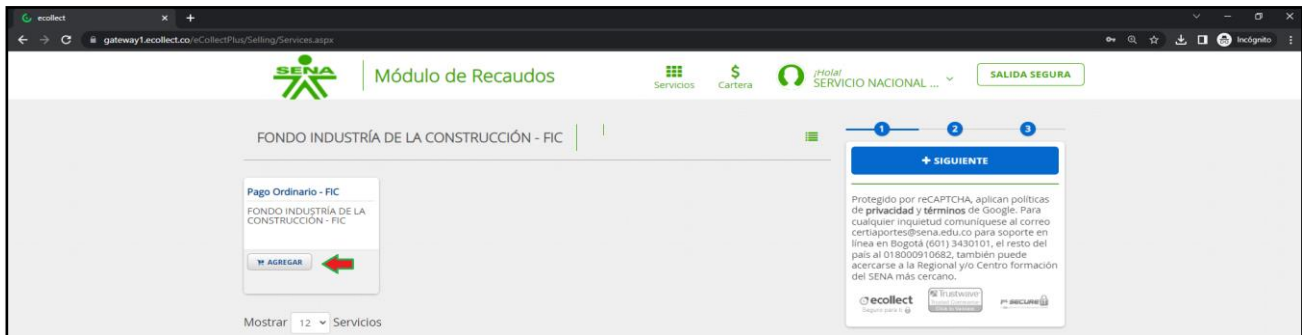 ecollect
gateway1.ecollect.co/eCollectPlus/Selling/Services.aspx
Incógnito
SENA
Módulo de Recaudos
Servicios
$
Cartera
¡Hola!
SERVICIO NACIONAL ...
SALIDA SEGURA
FONDO INDUSTRÍA DE LA CONSTRUCCIÓN - FIC
1
2
3
+ SIGUIENTE
Pago Ordinario - FIC
FONDO INDUSTRÍA DE LA
CONSTRUCCIÓN - FIC
AGREGAR
Protegido por reCAPTCHA, aplican políticas
de privacidad y términos de Google. Para
cualquier inquietud comuníquese al correo
certiaportes@sena.edu.co para soporte en
línea en Bogotá (601) 3430101, el resto del
país al 018000910682, también puede
acercarse a la Regional y/o Centro formación
del SENA más cercano.
ecollect
Seguro para ti
Trustwave
SECURE
Mostrar 12 Servicios